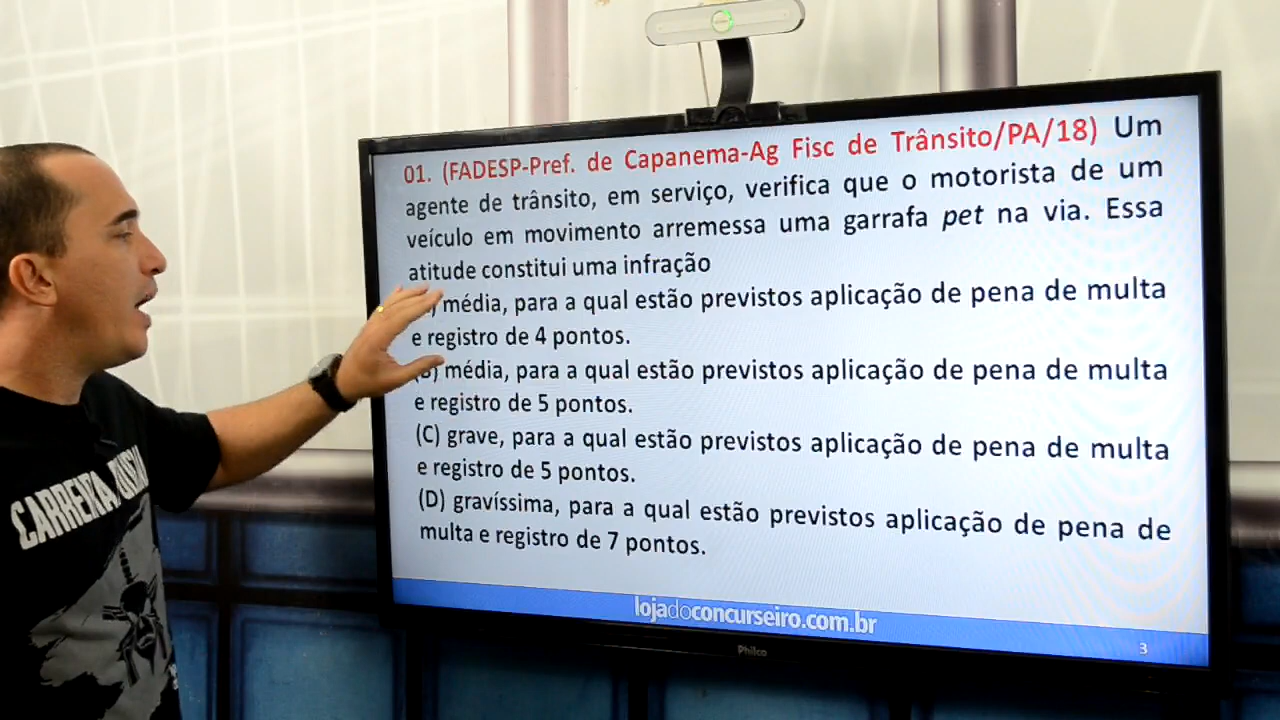 01. (FADESP-Pref. de Capanema-Ag Fisc de Trânsito/PA/18) Um
agente de trânsito, em serviço, verifica que o motorista de um
veículo em movimento arremessa uma garrafa pet na via. Essa
atitude constitui uma infração
média, para a qual estão previstos aplicação de pena de multa
e registro de 4 pontos.
(B) média, para a qual estão previstos aplicação de pena de multa
e registro de 5 pontos.
(C) grave, para a qual estão previstos aplicação de pena de multa
e registro de 5 pontos.
(D) gravíssima, para a qual estão previstos aplicação de pena de
multa e registro de 7 pontos.
lojadoconcurseiro.com.br
3
Philco
CARREIRA